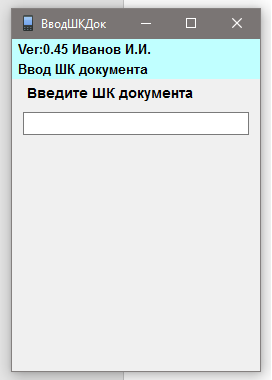 ВводШКДок
Ver:0.45 Иванов И.И.
Ввод ШК документа
Введите ШК документа